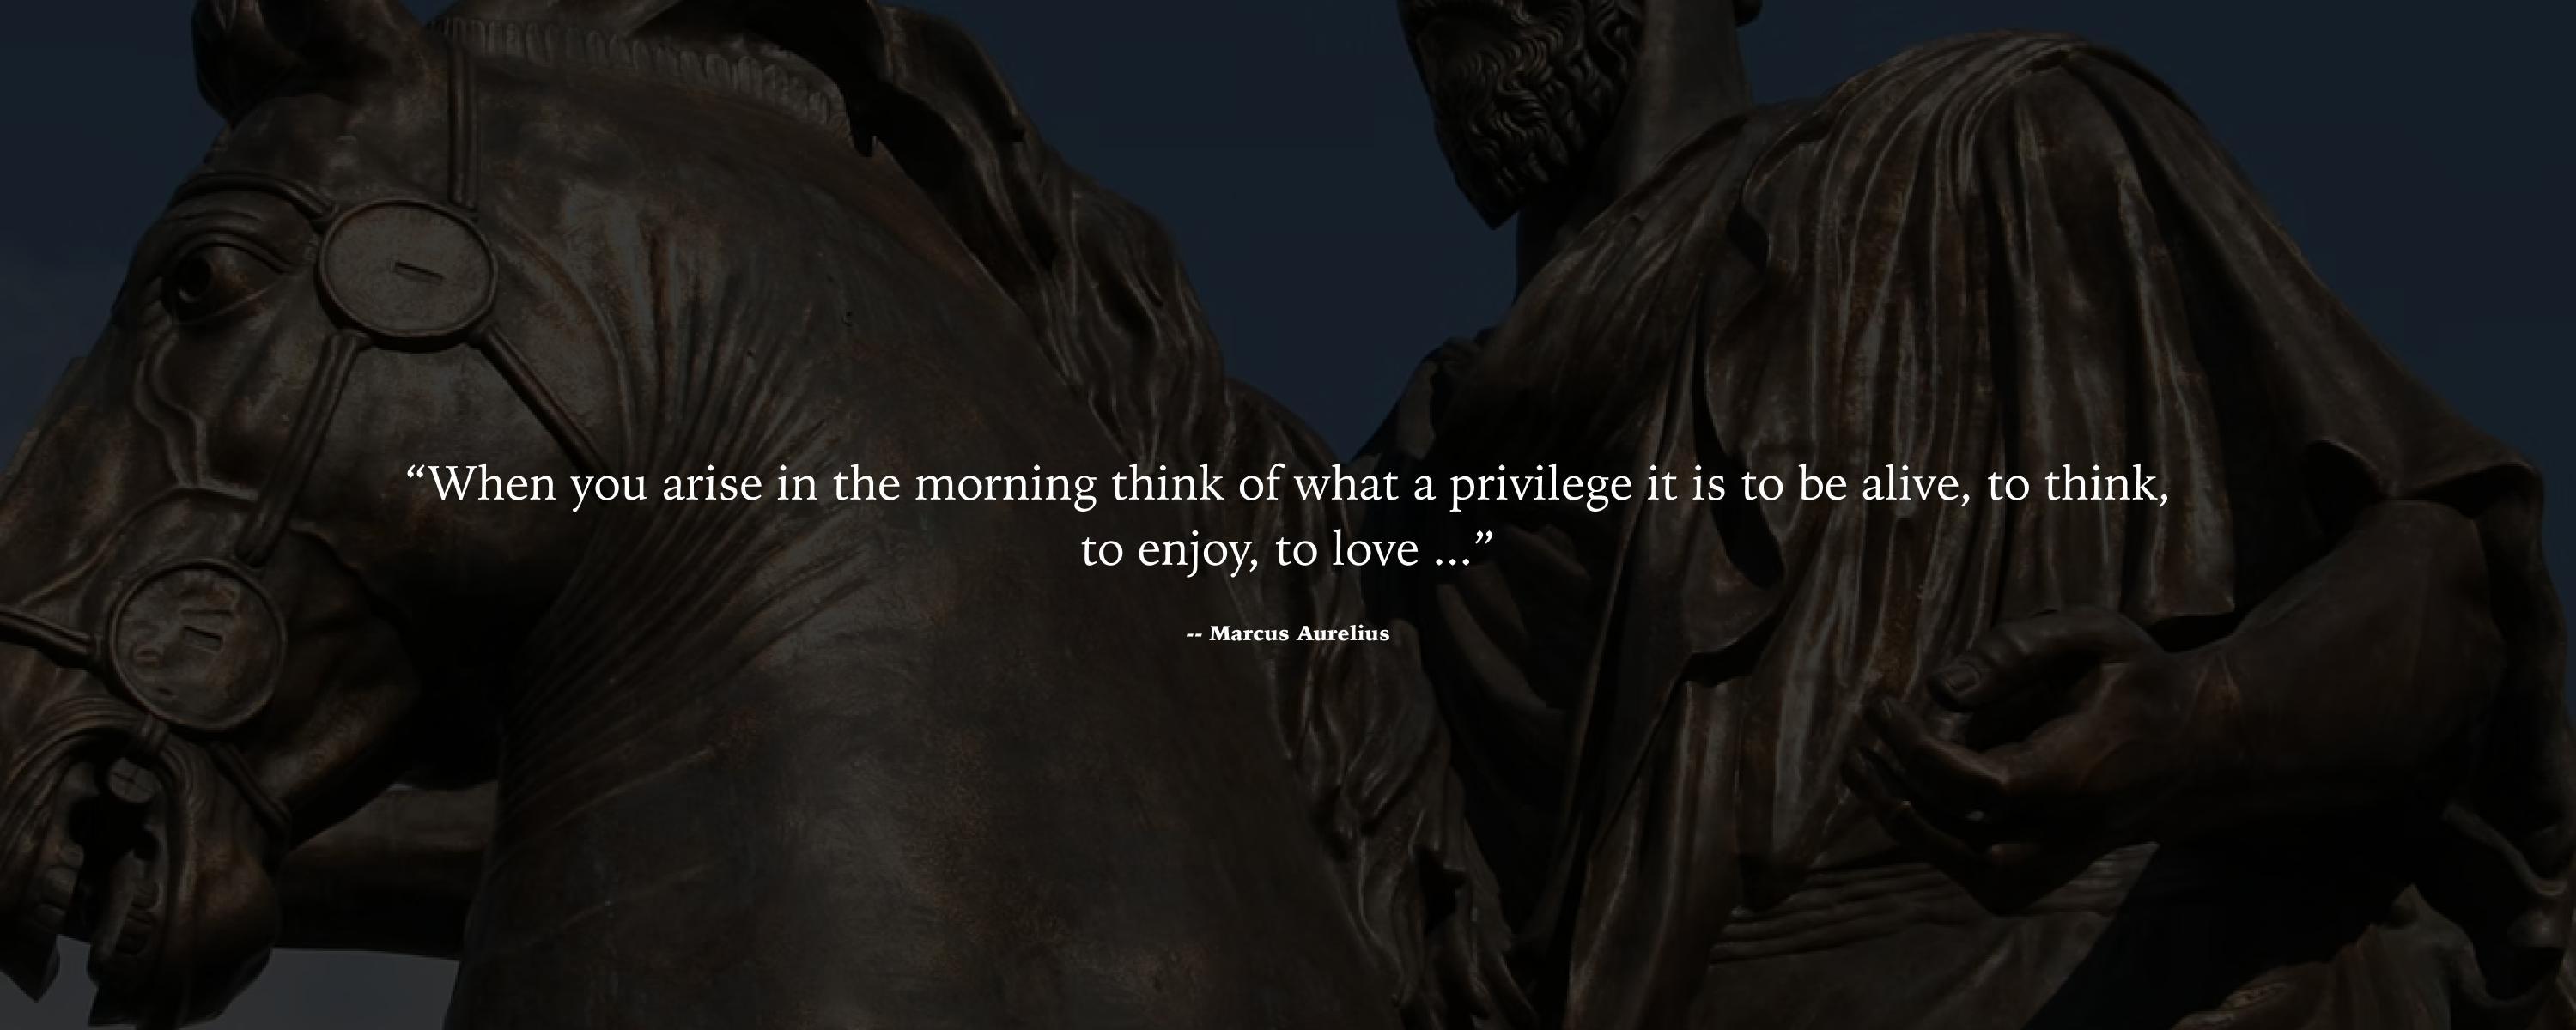 “When you arise in the morning think of what a privilege it is to be alive, to think,
to enjoy, to love ...”
-- Marcus Aurelius